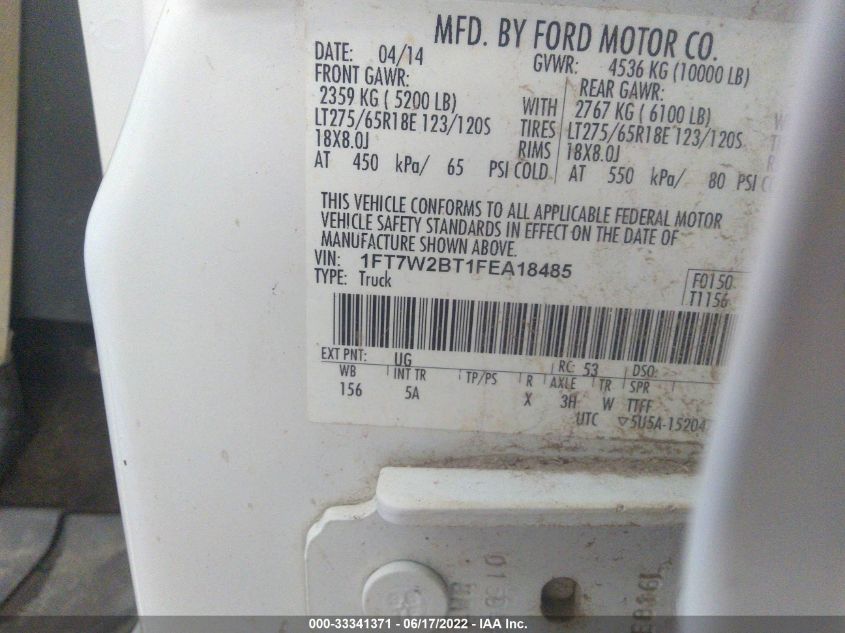 MFD. BY FORD MOTOR CO.
DATE: 04/14 GVWR: 4536 KG (10000 LB)
FRONT GAWR: REAR GAWR:
2359 KG ( 5200 LB) WITH 2767 KG ( 6100 LB)
LT275/65R18E 123/120S TIRES LT275/65R18E 123/120S
18X8.0J RIMS 18X8.0J
AT 450 kPa/ 65 PSI COLD AT 550 kPa/ 80 PSI
THIS VEHICLE CONFORMS TO ALL APPLICABLE FEDERAL MOTOR
VEHICLE SAFETY STANDARDS IN EFFECT ON THE DATE OF
MANUFACTURE SHOWN ABOVE.
VIN: 1FT7W2BT1FEA18485
TYPE: Truck
F0150
T1156
EXT PNT: UG RC: 53 DSO:
WB INT TR TP/PS R AXLE TR SPR
156 5A X 3H W TTFF
UTC ▽5U5A-15204
000-33341371 - 06/17/2022 - IAA Inc.